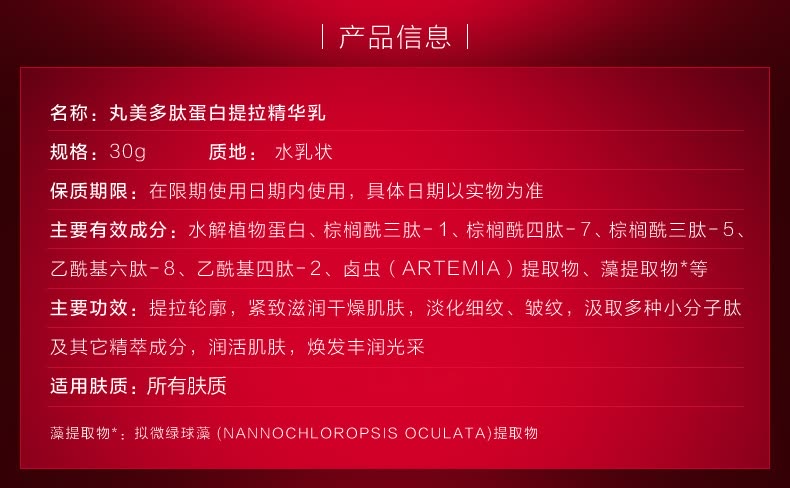 产品信息
名称：丸美多肽蛋白提拉精华乳
规格：30g 质地： 水乳状
保质期限：在限期使用日期内使用，具体日期以实物为准
主要有效成分：水解植物蛋白、棕榈酰三肽-1、棕榈酰四肽-7、棕榈酰三肽-5、
乙酰基六肽-8、乙酰基四肽-2、卤虫（ARTEMIA）提取物、藻提取物*等
主要功效：提拉轮廓，紧致滋润干燥肌肤，淡化细纹、皱纹，汲取多种小分子肽
及其它精萃成分，润活肌肤，焕发丰润光采
适用肤质：所有肤质
藻提取物*：拟微绿球藻 (NANNOCHLOROPSIS OCULATA)提取物